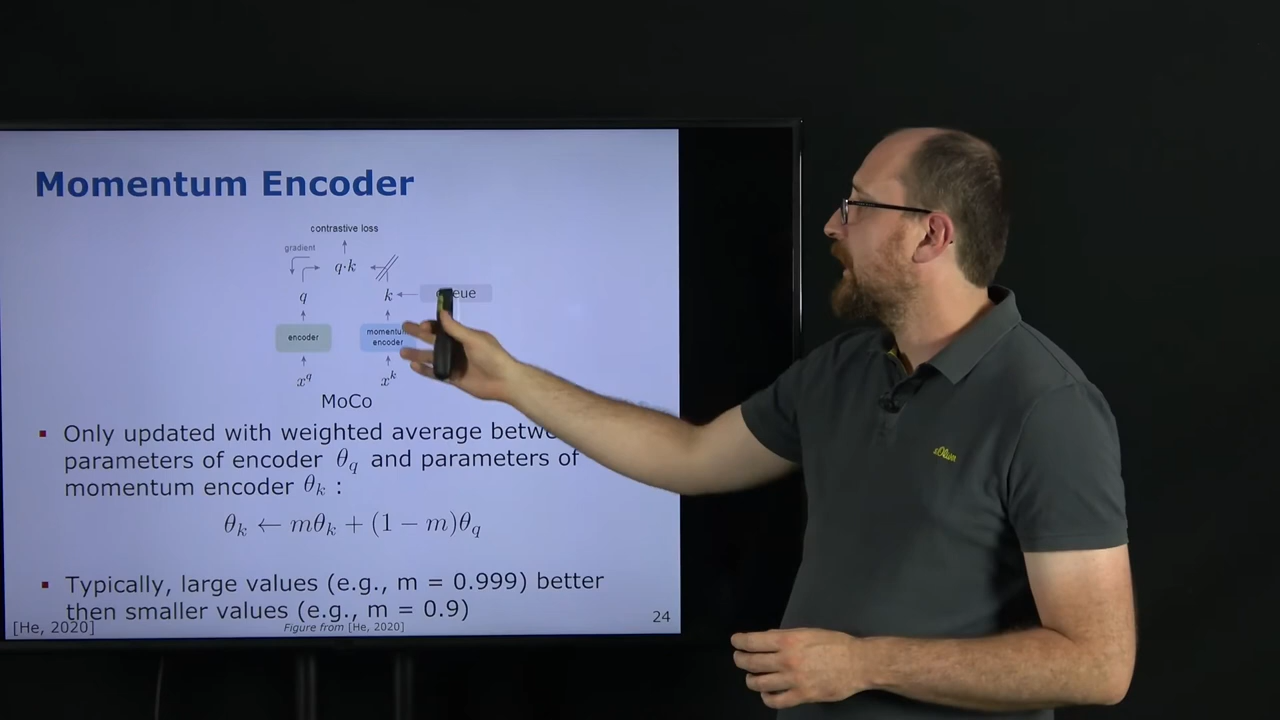 Momentum Encoder
contrastive loss
gradient
q·k
q
k
encoder
encoder
x^q
x^k
MoCo
▪ Only updated with weighted average
parameters of encoder θ_q and parameters of
momentum encoder θ_k :
θ_k ← mθ_k + (1 − m)θ_q
▪ Typically, large values (e.g., m = 0.999) better
then smaller values (e.g., m = 0.9)
[He, 2020]
Figure from [He, 2020]
24
s.Oliver